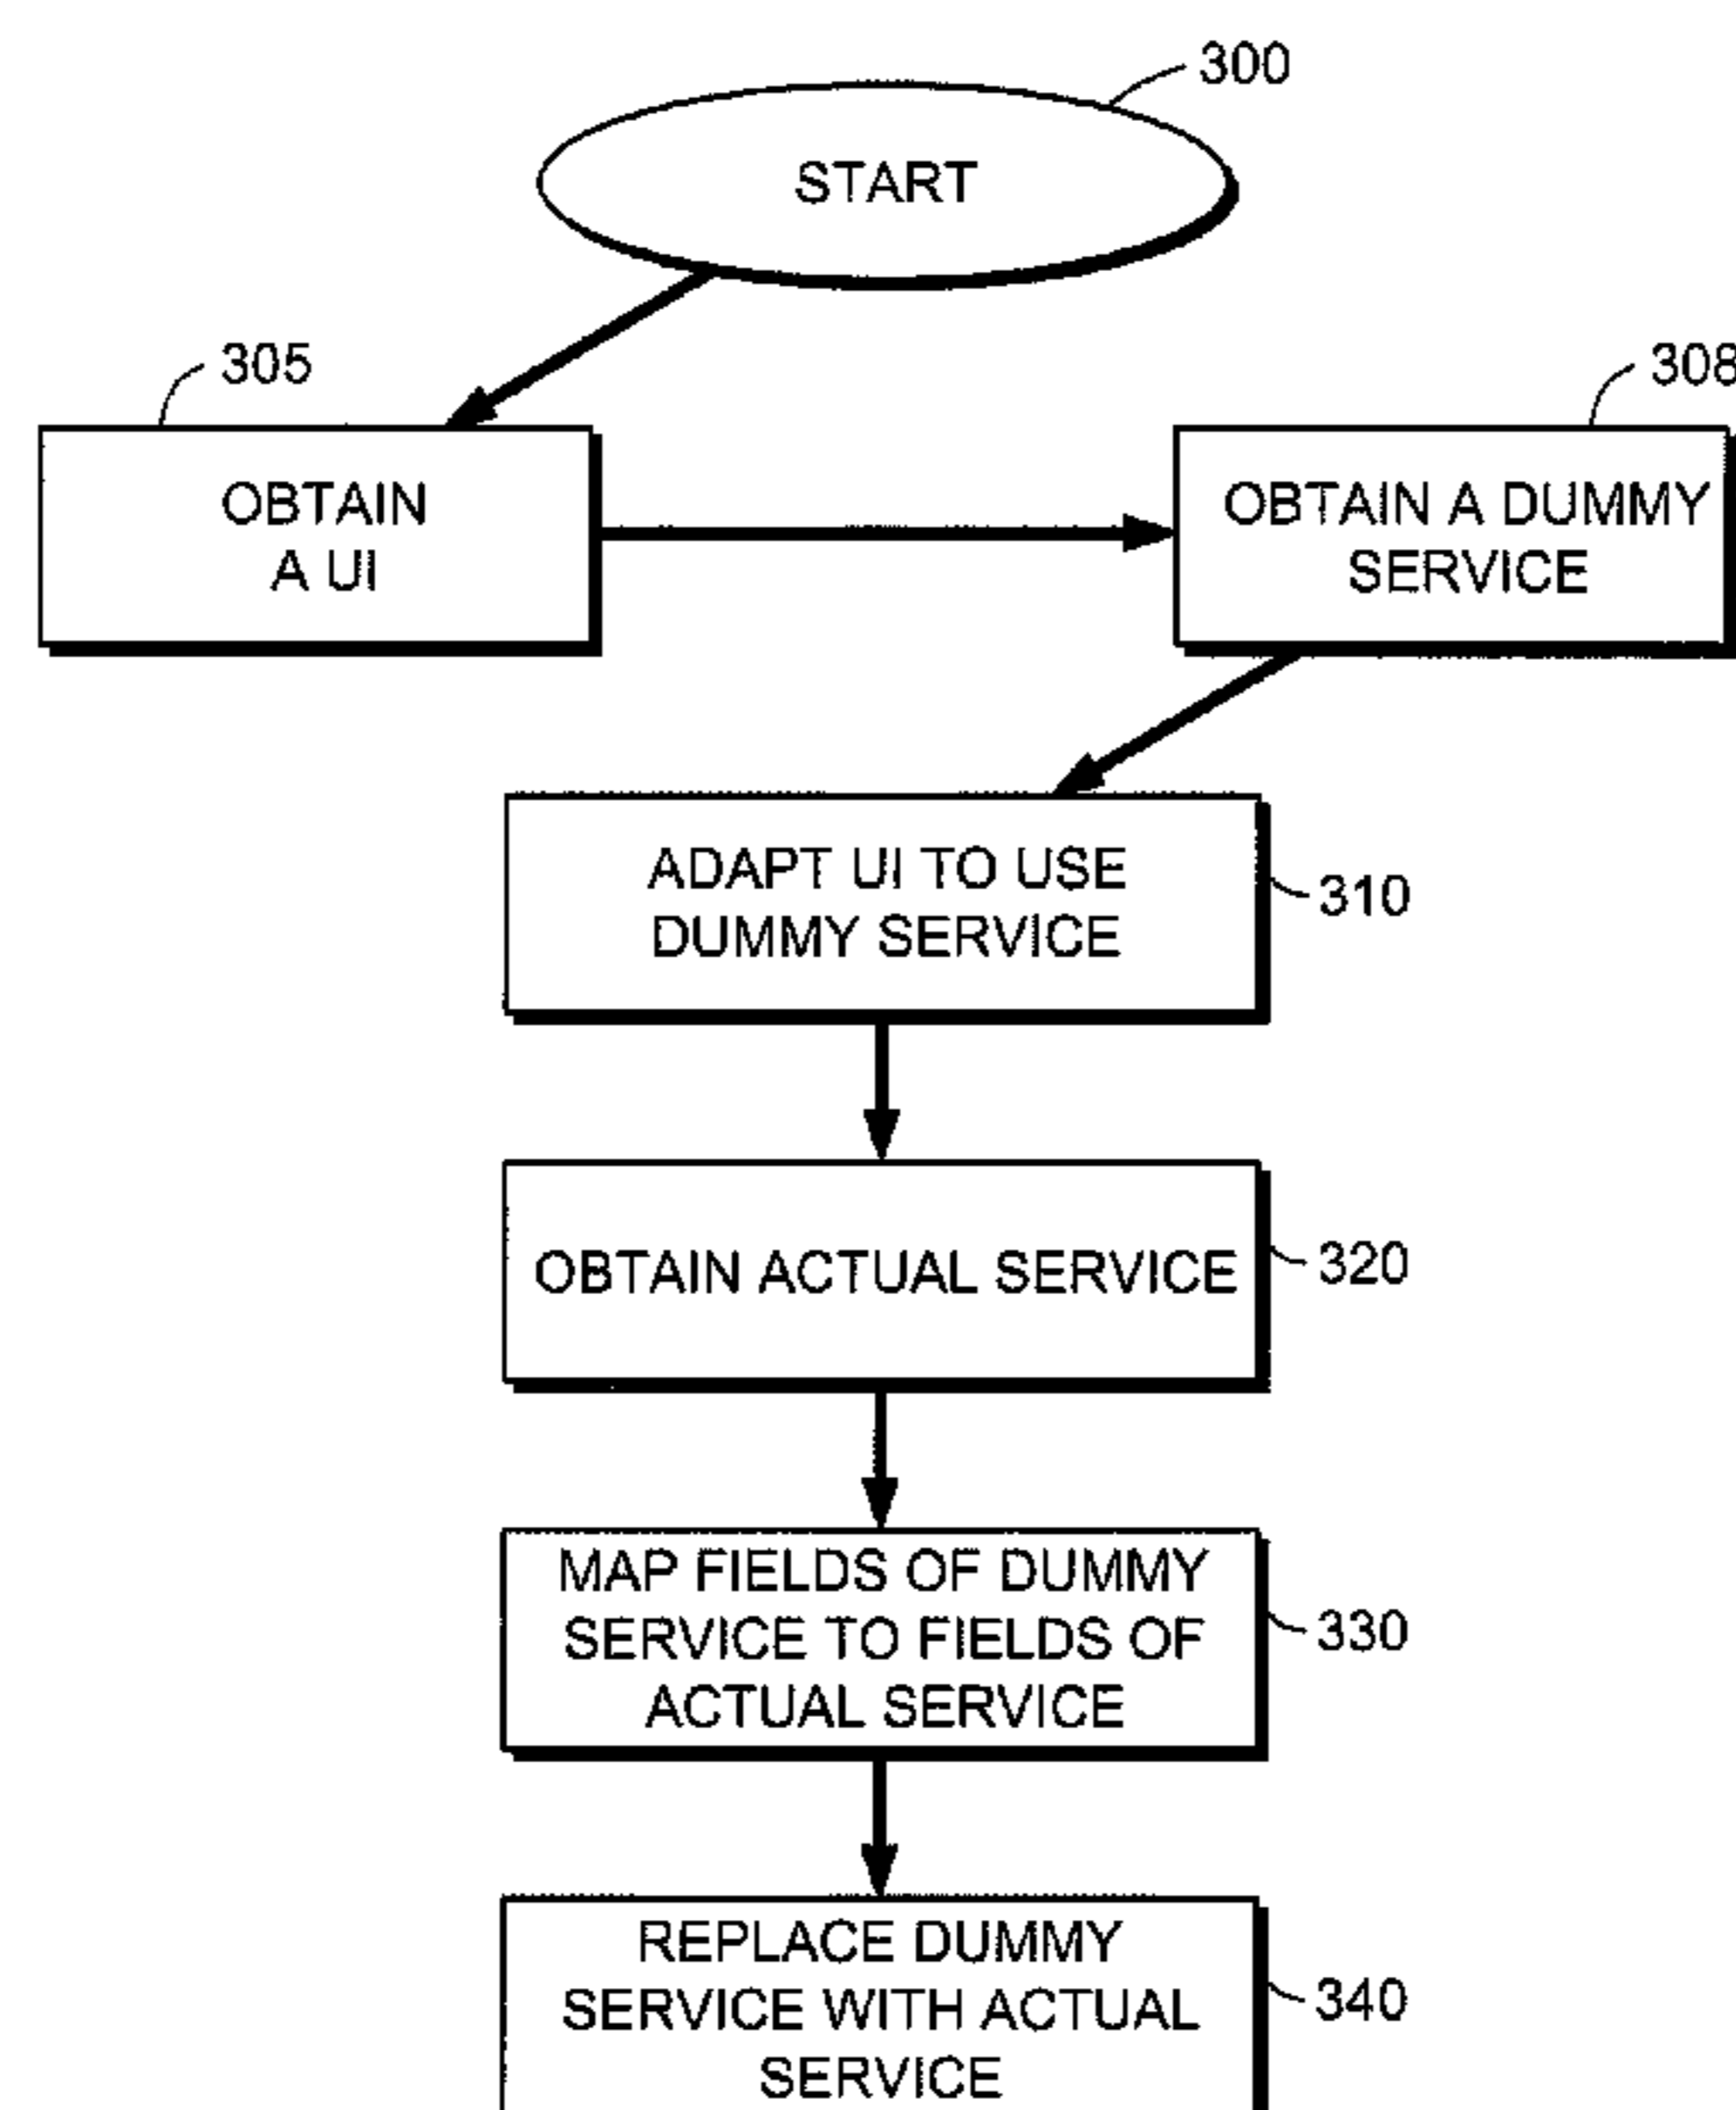 300
START
305
308
OBTAIN
A UI
OBTAIN A DUMMY
SERVICE
ADAPT UI TO USE
DUMMY SERVICE
310
OBTAIN ACTUAL SERVICE
320
MAP FIELDS OF DUMMY
SERVICE TO FIELDS OF
ACTUAL SERVICE
330
REPLACE DUMMY
SERVICE WITH ACTUAL
SERVICE
340